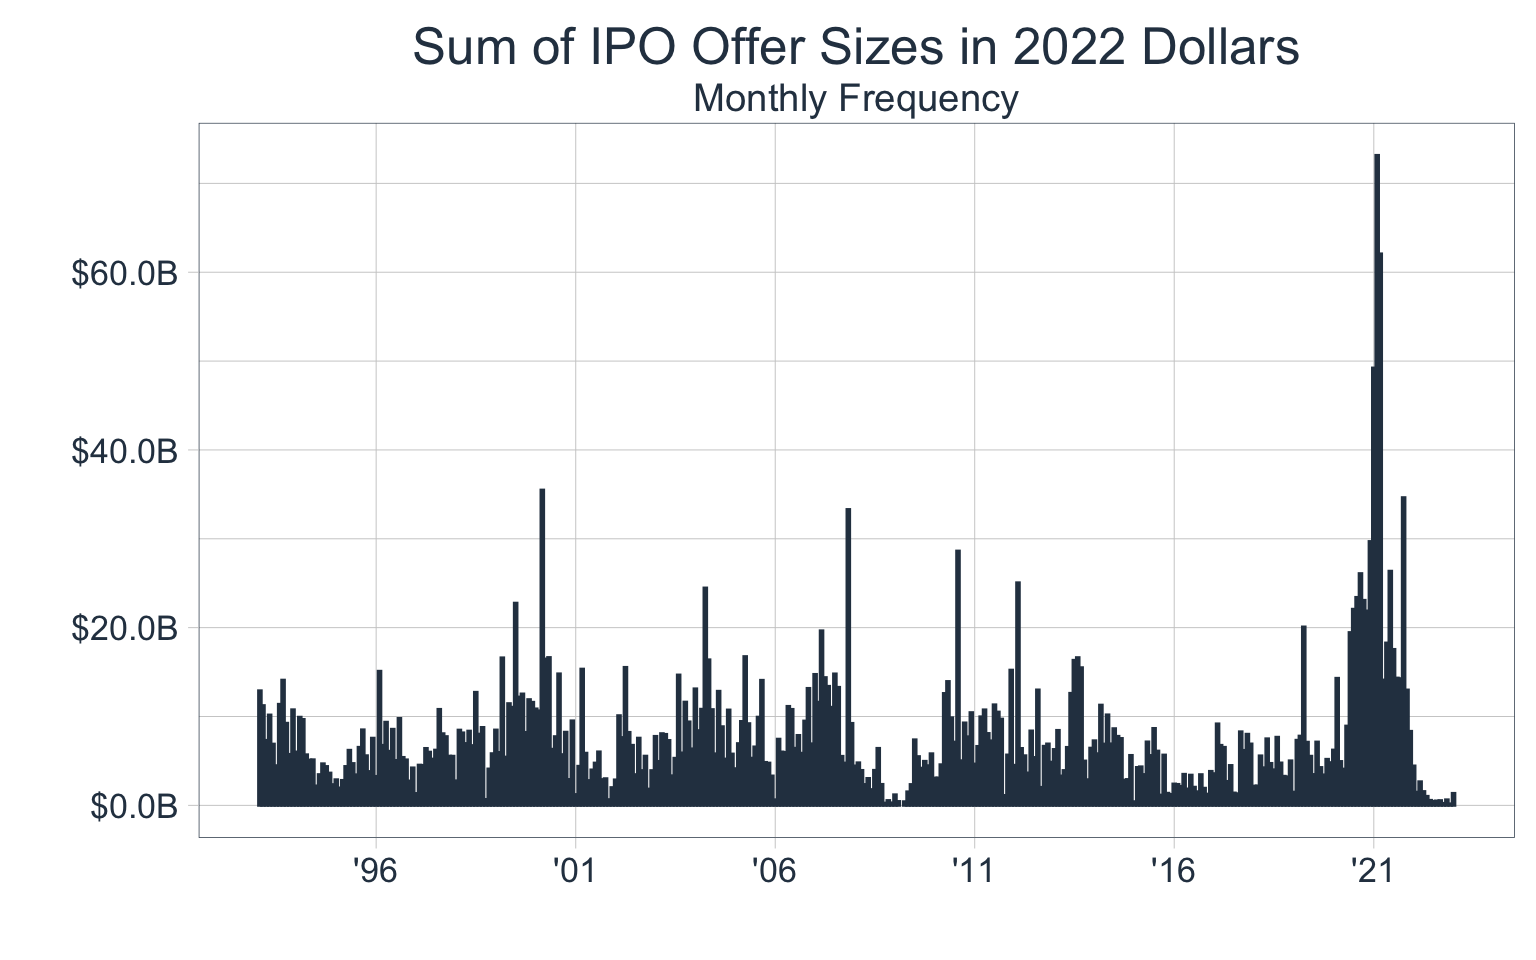 Sum of IPO Offer Sizes in 2022 Dollars
Monthly Frequency
$60.0B
$40.0B
$20.0B
$0.0B
'96 '01 '06 '11 '16 '21